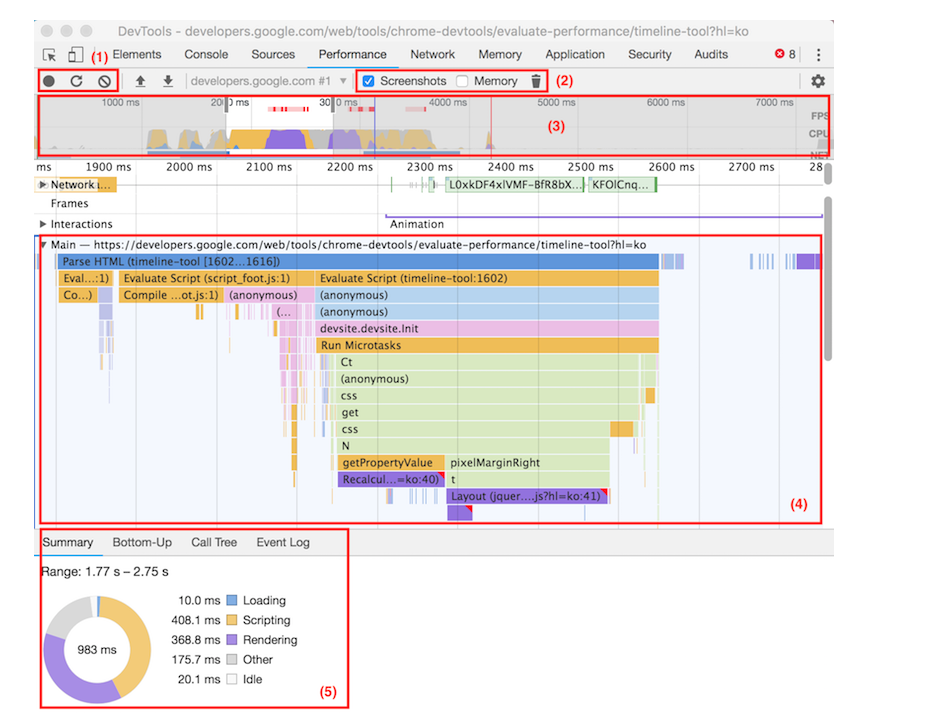 DevTools - developers.google.com/web/tools/chrome-devtools/evaluate-performance/timeline-tool?hl=ko
(1) Elements Console Sources Performance Network Memory Application Security Audits 8
developers.google.com #1 Screenshots Memory (2)
1000 ms 20 0 ms 30 0 ms 4000 ms 5000 ms 6000 ms 7000 ms
FPS
(3)
CPU
NET
ms 1900 ms 2000 ms 2100 ms 2200 ms 2300 ms 2400 ms 2500 ms 2600 ms 2700 ms 28
Network ... L0xkDF4xlVMF-BfR8bX... KFOlCnq...
Frames
Interactions Animation
Main — https://developers.google.com/web/tools/chrome-devtools/evaluate-performance/timeline-tool?hl=ko
Parse HTML (timeline-tool [1602...1616])
Eval...:1) Evaluate Script (script_foot.js:1) Evaluate Script (timeline-tool:1602)
Co...) Compile ...ot.js:1) (anonymous) (anonymous)
(... (anonymous)
devsite.devsite.Init
Run Microtasks
Ct
(anonymous)
css
get
css
N
getPropertyValue pixelMarginRight
Recalcul...=ko:40) t
Layout (jquer....js?hl=ko:41)
(4)
Summary Bottom-Up Call Tree Event Log
Range: 1.77 s – 2.75 s
10.0 ms Loading
408.1 ms Scripting
983 ms 368.8 ms Rendering
175.7 ms Other
20.1 ms Idle
(5)